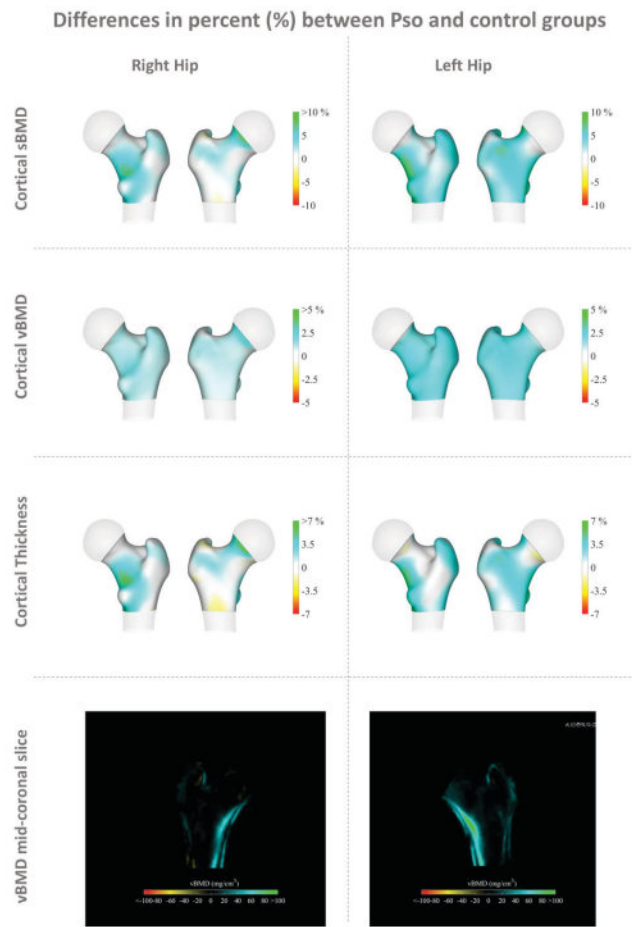 Differences in percent (%) between Pso and control groups
Right Hip
Left Hip
Cortical sBMD
>10 %
5
0
-5
-10
10 %
5
0
-5
-10
Cortical vBMD
>5 %
2.5
0
-2.5
-5
5 %
2.5
0
-2.5
-5
Cortical Thickness
>7 %
3.5
0
-3.5
-7
7 %
3.5
0
-3.5
-7
vBMD mid-coronal slice
vBMD (mg/cm³)
<-100 -80 -60 -40 -20 0 20 40 60 80 >100
vBMD (mg/cm³)
<-100 -80 -60 -40 -20 0 20 40 60 80 >100